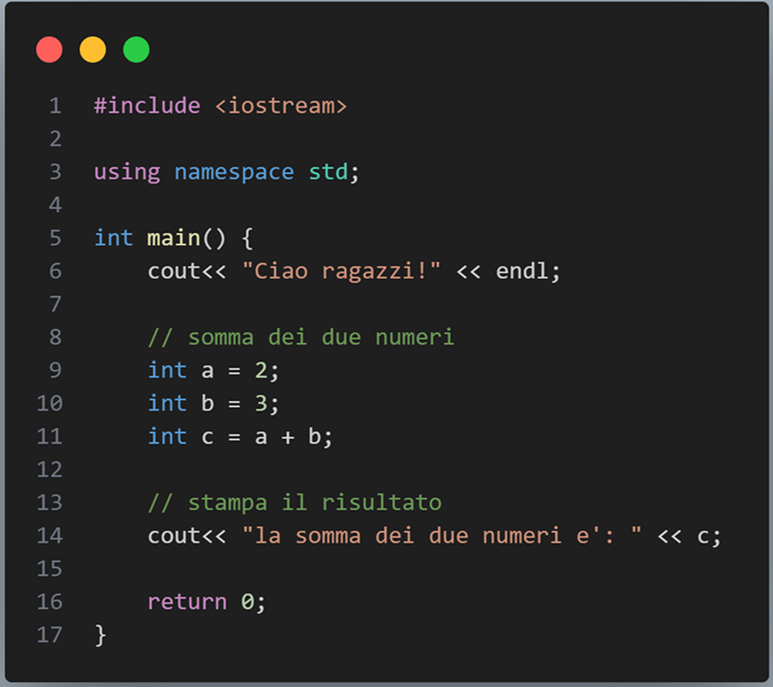 1 #include <iostream>
2
3 using namespace std;
4
5 int main() {
6     cout<< "Ciao ragazzi!" << endl;
7
8     // somma dei due numeri
9     int a = 2;
10     int b = 3;
11     int c = a + b;
12
13     // stampa il risultato
14     cout<< "la somma dei due numeri e': " << c;
15
16     return 0;
17 }